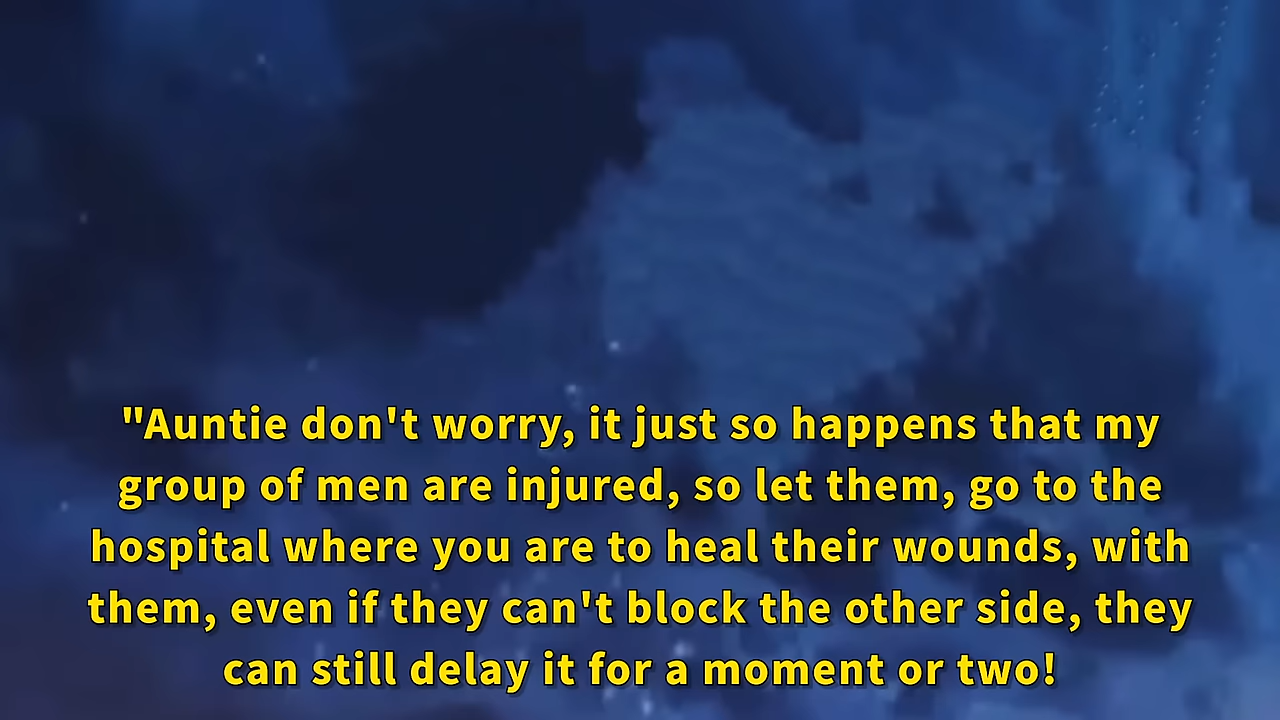 "Auntie don't worry, it just so happens that my
group of men are injured, so let them, go to the
hospital where you are to heal their wounds, with
them, even if they can't block the other side, they
can still delay it for a moment or two!